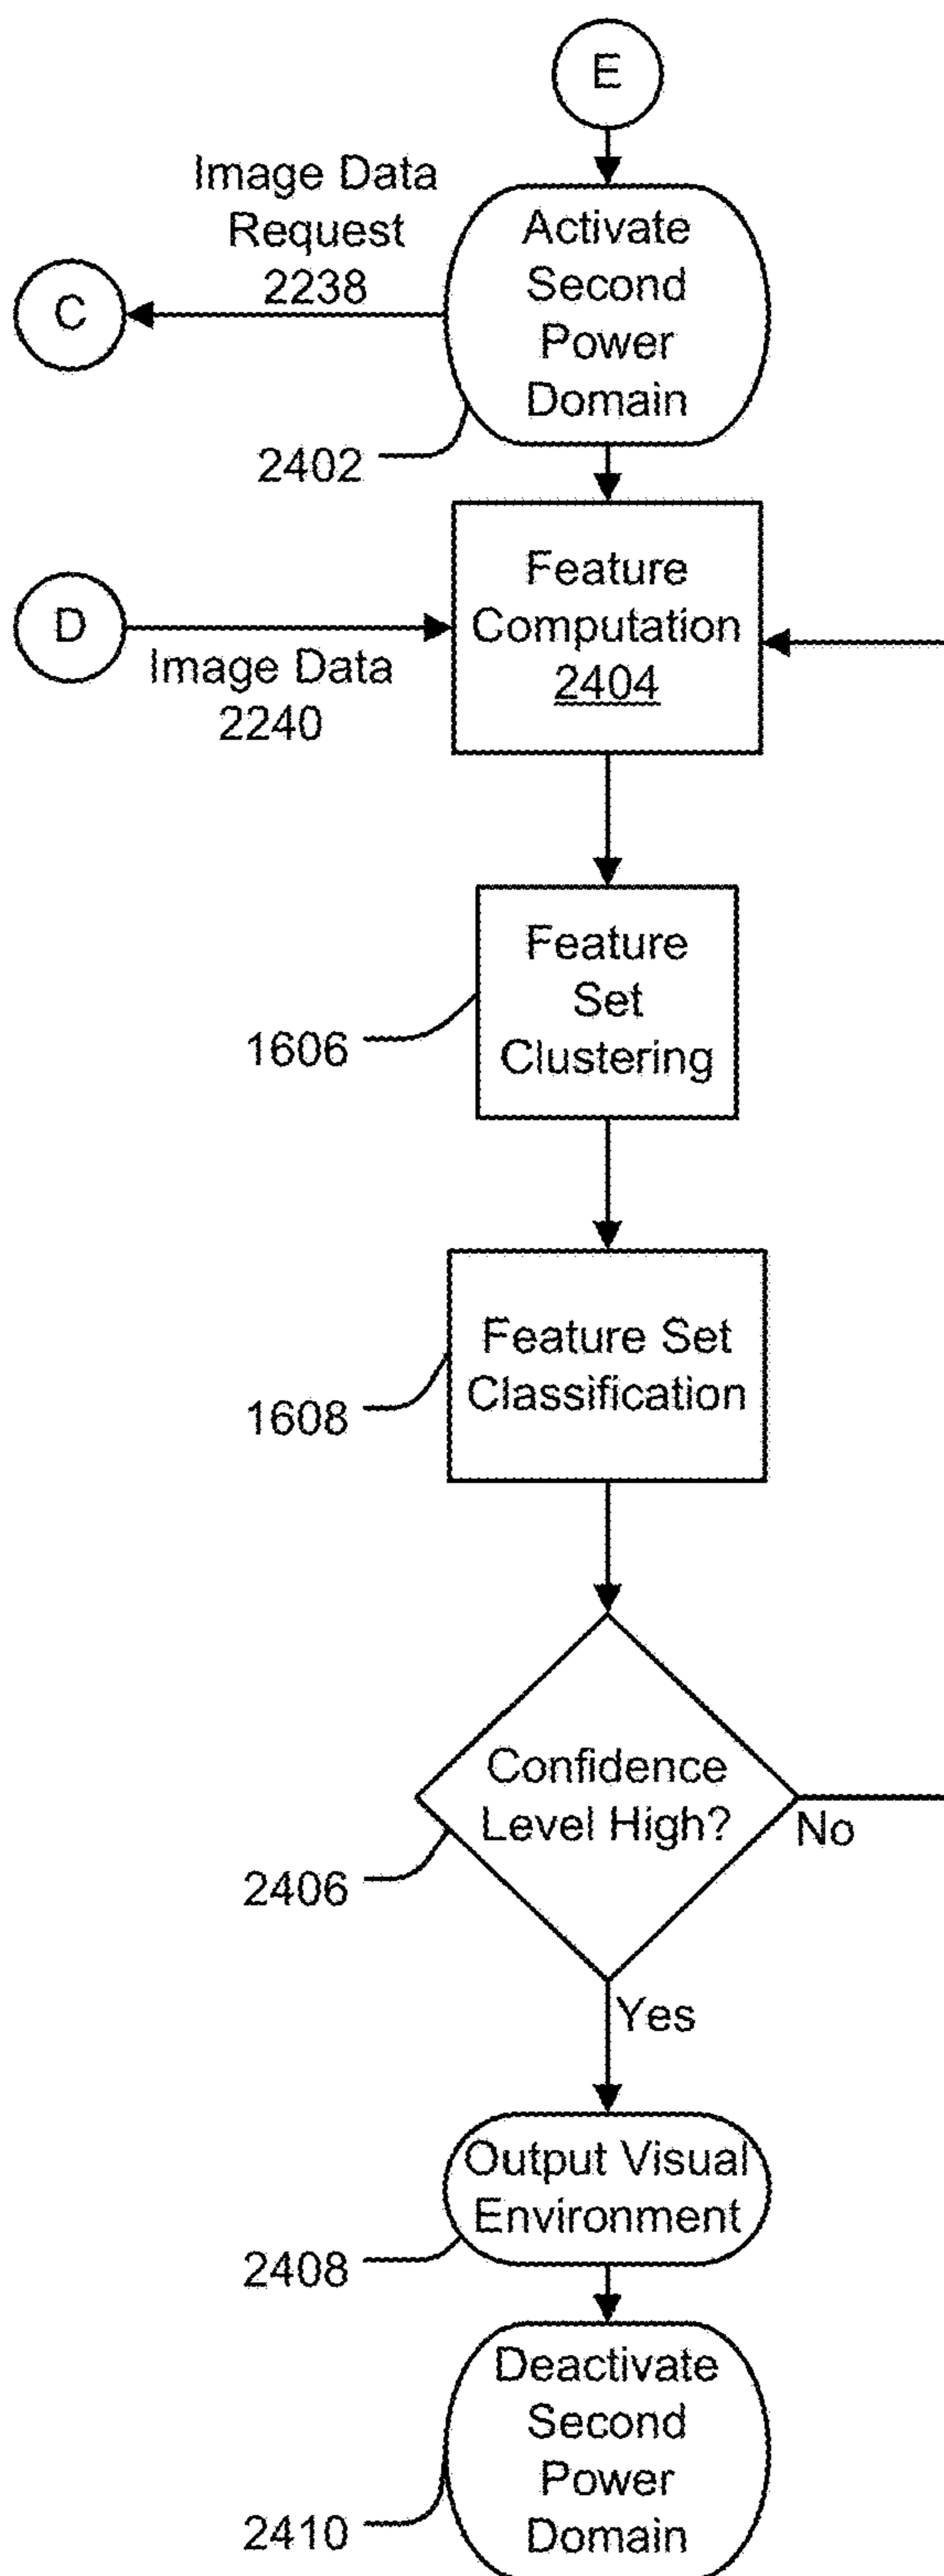 E
Image Data
Request
2238
C
Activate
Second
Power
Domain
2402
D
Image Data
2240
Feature
Computation
2404
Feature
Set
Clustering
1606
Feature Set
Classification
1608
Confidence
Level High?
No
2406
Yes
Output Visual
Environment
2408
Deactivate
Second
Power
Domain
2410